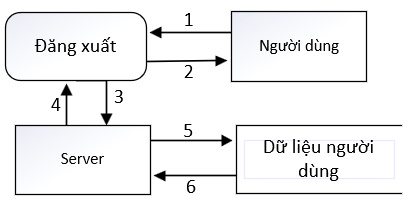 1
Đăng xuất
Người dùng
2
4
3
5
Server
Dữ liệu người
dùng
6